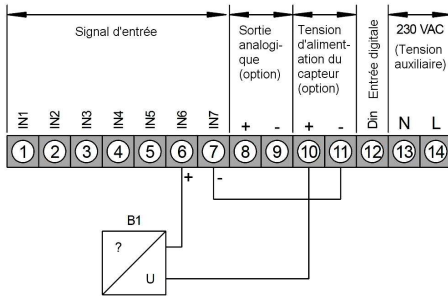 Signal d'entrée
Sortie
analogi-
que
(option)
Tension
d'aliment-
ation du
capteur
(option)
Entrée digitale
230 VAC
(Tension
auxiliaire)
IN1 IN2 IN3 IN4 IN5 IN6 IN7 + - + - Din N L
1 2 3 4 5 6 7 8 9 10 11 12 13 14
+ -
B1
?
U